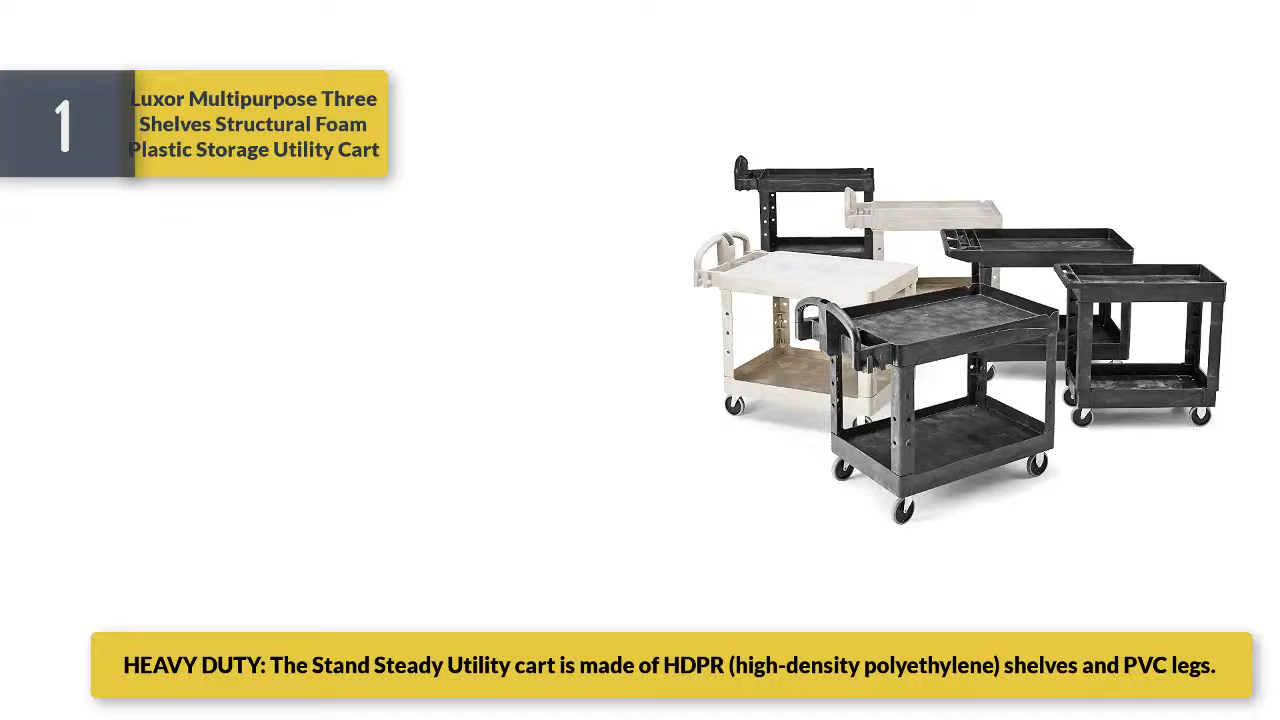 1
Luxor Multipurpose Three
Shelves Structural Foam
Plastic Storage Utility Cart
HEAVY DUTY: The Stand Steady Utility cart is made of HDPR (high-density polyethylene) shelves and PVC legs.